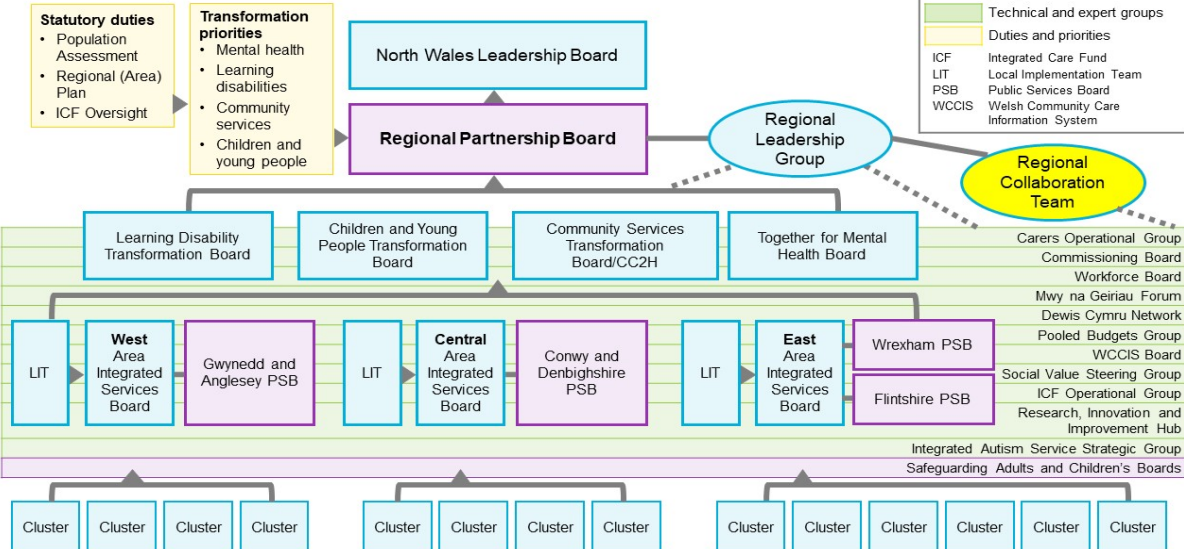 Statutory duties
• Population
Assessment
• Regional (Area)
Plan
• ICF Oversight
Transformation
priorities
• Mental health
• Learning
disabilities
• Community
services
• Children and
young people
North Wales Leadership Board
Regional Partnership Board
Regional
Leadership
Group
Regional
Collaboration
Team
Technical and expert groups
Duties and priorities
ICF Integrated Care Fund
LIT Local Implementation Team
PSB Public Services Board
WCCIS Welsh Community Care
Information System
Learning Disability
Transformation Board
Children and Young
People Transformation
Board
Community Services
Transformation
Board/CC2H
Together for Mental
Health Board
Carers Operational Group
Commissioning Board
Workforce Board
Mwy na Geiriau Forum
Dewis Cymru Network
Pooled Budgets Group
WCCIS Board
Social Value Steering Group
ICF Operational Group
Research, Innovation and
Improvement Hub
Integrated Autism Service Strategic Group
Safeguarding Adults and Children's Boards
LIT
West
Area
Integrated
Services
Board
Gwynedd and
Anglesey PSB
LIT
Central
Area
Integrated
Services
Board
Conwy and
Denbighshire
PSB
LIT
East
Area
Integrated
Services
Board
Wrexham PSB
Flintshire PSB
Cluster
Cluster
Cluster
Cluster
Cluster
Cluster
Cluster
Cluster
Cluster
Cluster
Cluster
Cluster
Cluster
Cluster